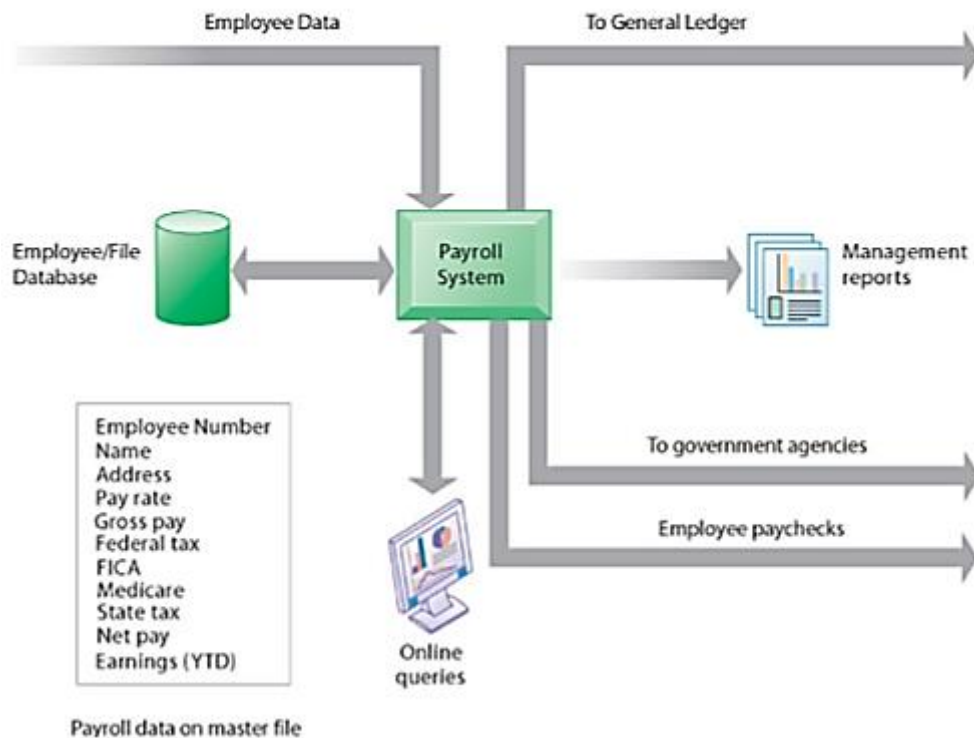 Employee Data
To General Ledger
Employee/File
Database
Payroll
System
Management
reports
Employee Number
Name
Address
Pay rate
Gross pay
Federal tax
FICA
Medicare
State tax
Net pay
Earnings (YTD)
To government agencies
Employee paychecks
Online
queries
Payroll data on master file